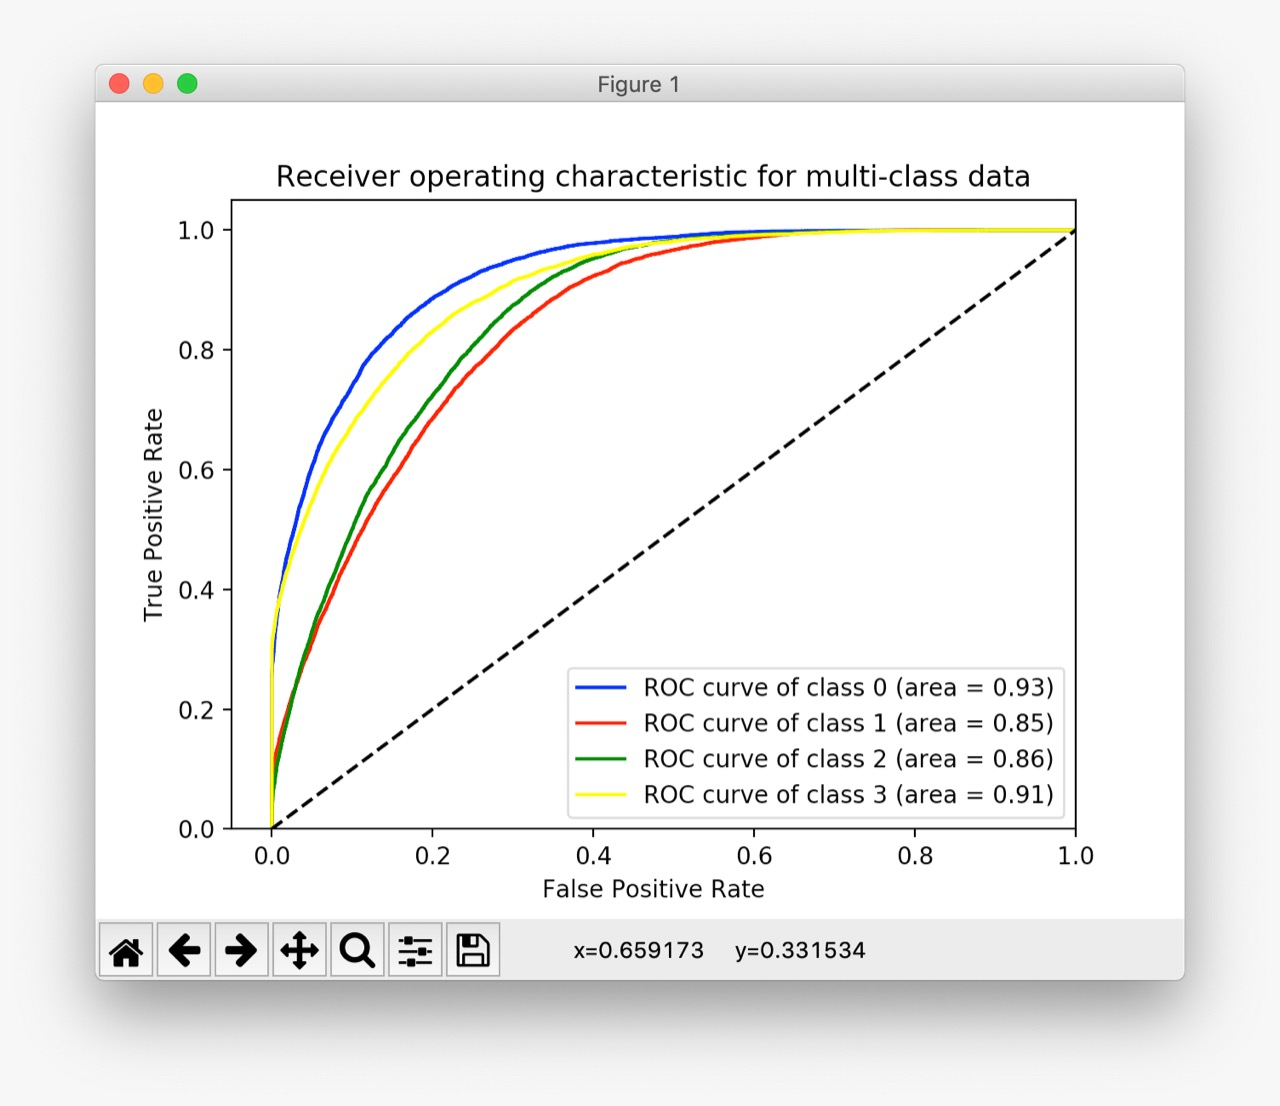 Figure 1
Receiver operating characteristic for multi-class data
1.0
0.8
0.6
0.4
0.2
0.0
True Positive Rate
ROC curve of class 0 (area = 0.93)
ROC curve of class 1 (area = 0.85)
ROC curve of class 2 (area = 0.86)
ROC curve of class 3 (area = 0.91)
0.0 0.2 0.4 0.6 0.8 1.0
False Positive Rate
x=0.659173 y=0.331534